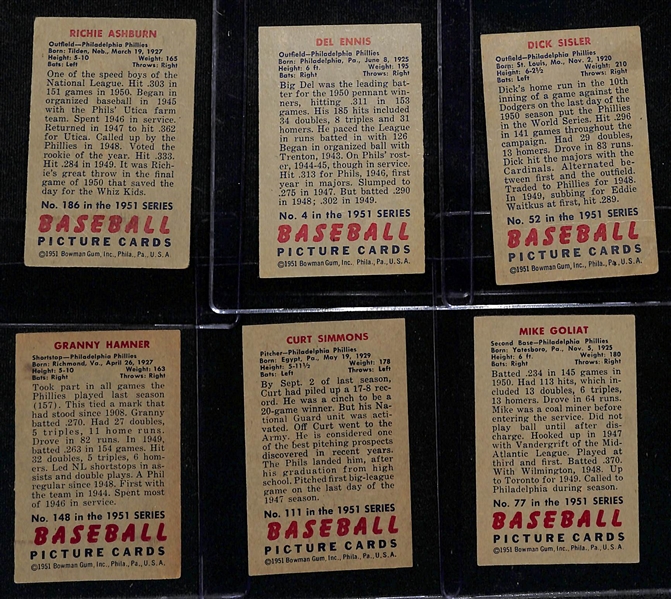 RICHIE ASHBURN
Outfield—Philadelphia Phillies
Born: Tilden, Neb., March 19, 1927
Height: 5-10 Weight: 165
Bats: Left Throws: Right
One of the speed boys of the
National League. Hit .303 in
151 games in 1950. Began in
organized baseball in 1945
with the Phils' Utica farm
team. Spent 1946 in service.
Returned in 1947 to hit .362
for Utica. Called up by the
Phillies in 1948. Voted the
rookie of the year. Hit .333.
Hit .284 in 1949. It was Rich-
ie's great throw in the final
game of 1950 that saved the
day for the Whiz Kids.
No. 186 in the 1951 SERIES
BASEBALL
PICTURE CARDS
©1951 Bowman Gum, Inc., Phila., Pa., U.S.A.
DEL ENNIS
Outfield—Philadelphia Phillies
Born: Philadelphia, Pa., June 8, 1925
Height: 6 ft. Weight: 195
Bats: Right Throws: Right
Big Del was the leading bat-
ter for the 1950 pennant win-
ners, hitting .311 in 153
games. His 185 hits included
34 doubles, 8 triples and 31
homers. He paced the League
in runs batted in with 126
Began in organized ball with
Trenton, 1943. On Phils' ros-
ter, 1944-45, though in service.
Hit .313 for Phils, 1946, first
year in majors. Slumped to
.275 in 1947. But batted .290
in 1948; .302 in 1949.
No. 4 in the 1951 SERIES
BASEBALL
PICTURE CARDS
©1951 Bowman Gum, Inc. Phila., Pa., U.S.A.
DICK SISLER
Outfield—Philadelphia Phillies
Born: St. Louis, Mo., Nov. 2, 1920
Height: 6-2½ Weight: 210
Bats: Left Throws: Right
Dick's home run in the 10th
inning of a game against the
Dodgers on the last day of the
1950 season put the Phillies
in the World Series. Hit .296
in 141 games throughout the
campaign. Had 29 doubles,
13 homers. Drove in 83 runs.
Dick hit the majors with the
Cardinals. Alternated be-
tween first and the outfield.
Traded to Phillies for 1948.
In 1949, subbing for Eddie
Waitkus at first, hit .289.
No. 52 in the 1951 SERIES
BASEBALL
PICTURE CARDS
©1951 Bowman Gum, Inc., Phila., Pa., U.S.A.
GRANNY HAMNER
Shortstop—Philadelphia Phillies
Born: Richmond, Va., April 26, 1927
Height: 5-10 Weight: 163
Bats: Right Throws: Right
Took part in all games the
Phillies played last season
(157). This tied a mark that
had stood since 1908. Granny
batted .270. Had 27 doubles,
5 triples, 11 home runs.
Drove in 82 runs. In 1949,
batted .263 in 154 games. Hit
32 doubles, 5 triples, 6 hom-
ers. Led NL shortstops in as-
sists and double plays. A Phil
regular since 1948. First with
the team in 1944. Spent most
of 1946 in service.
No. 148 in the 1951 SERIES
BASEBALL
PICTURE CARDS
©1951 Bowman Gum, Inc., Phila., Pa., U.S.A.
CURT SIMMONS
Pitcher—Philadelphia Phillies
Born: Egypt, Pa., May 19, 1929
Height: 5-11½ Weight: 178
Bats: Left Throws: Left
By Sept. 2 of last season,
Curt had piled up a 17-8 rec-
ord. He was a cinch to be a
20-game winner. But his Na-
tional Guard unit was acti-
vated. Off Curt went to the
Army. He is considered one
of the best pitching prospects
discovered in recent years.
The Phils landed him, after
his graduation from high
school. Pitched first big-league
game on the last day of the
1947 season.
No. 111 in the 1951 SERIES
BASEBALL
PICTURE CARDS
©1951 Bowman Gum, Inc., Phila., Pa., U.S.A.
MIKE GOLIAT
Second Base—Philadelphia Phillies
Born: Yatesboro, Pa., Nov. 5, 1925
Height: 6 ft. Weight: 180
Bats: Right Throws: Right
Batted .234 in 145 games in
1950. Had 113 hits, which in-
cluded 13 doubles, 6 triples,
13 homers. Drove in 64 runs.
Mike was a coal miner before
entering the service. Did not
play ball until after dis-
charge. Hooked up in 1947
with Vandergrift of the Mid-
Atlantic League. Played at
third and first. Batted .370.
With Wilmington, 1948. Up
to Toronto for 1949. Called to
Philadelphia during season.
No. 77 in the 1951 SERIES
BASEBALL
PICTURE CARDS
©1951 Bowman Gum, Inc., Phila., Pa., U.S.A.